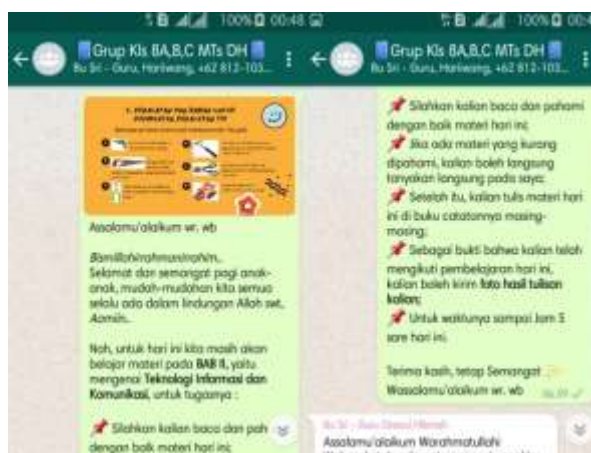 100% 00:48
Grup Kls 8A,B,C MTs DH
Bu Sri - Guru, Hariwang, +62 812-103...
Assalamu'alaikum wr. wb
Bismillahirrahmanirrahim..
Selamat dan semangat pagi anak-
anak, mudah-mudahan kita semua
selalu ada dalam lindungan Allah swt,
Aamiin..
Nah, untuk hari ini kita masih akan
belajar materi pada BAB II, yaitu
mengenai Teknologi Informasi dan
Komunikasi, untuk tugasnya :
📌 Silahkan kalian baca dan pah
dengan baik materi hari ini;
100% 00:4
Grup Kls 8A,B,C MTs DH
Bu Sri - Guru, Hariwang, +62 812-103...
📌 Silahkan kalian baca dan pahami
dengan baik materi hari ini;
📌 Jika ada materi yang kurang
dipahami, kalian boleh langsung
tanyakan langsung pada saya;
📌 Setelah itu, kalian tulis materi hari
ini di buku catatannya masing-
masing;
📌 Sebagai bukti bahwa kalian telah
mengikuti pembelajaran hari ini,
kalian boleh kirim foto hasil tulisan
kalian;
📌 Untuk waktunya sampai Jam 5
sore hari ini.
Terima kasih, tetap Semangat
Wassalamu'alaikum wr. wb
Bu Sri - Guru
Assalamu'alaikum Warahmatullahi